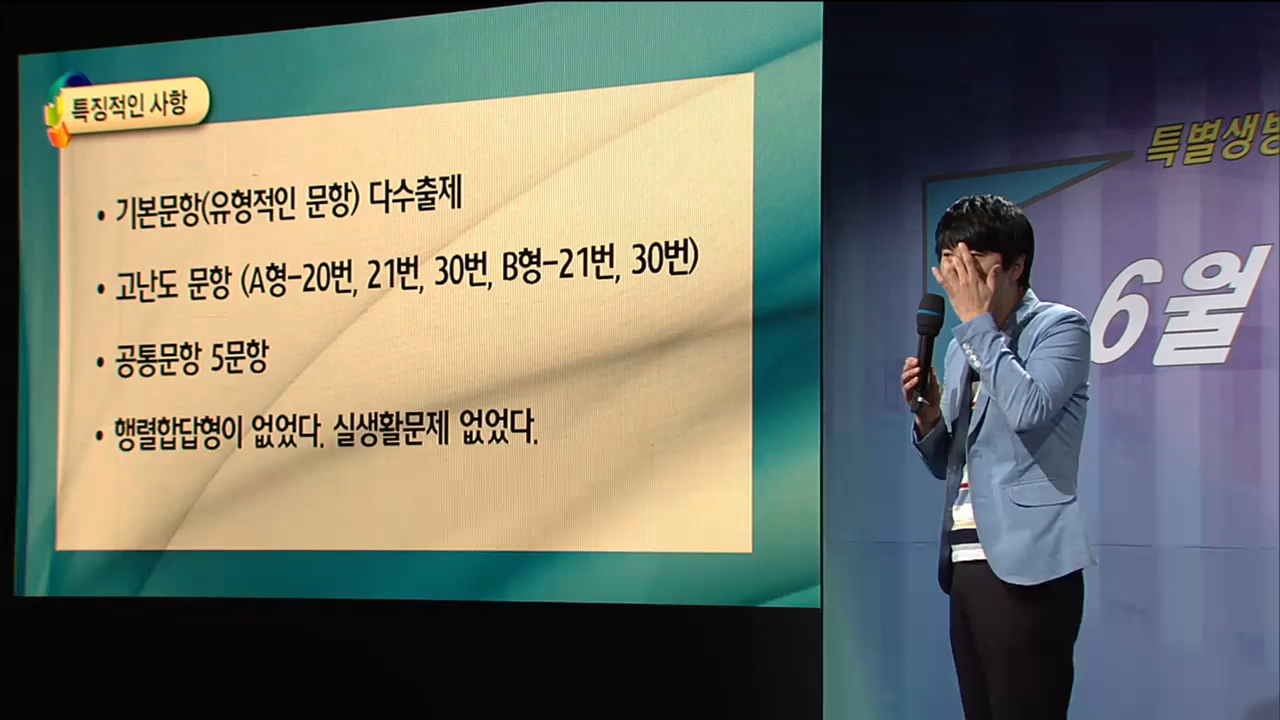 특징적인 사항
• 기본문항(유형적인 문항) 다수출제
• 고난도 문항 (A형-20번, 21번, 30번, B형-21번, 30번)
• 공통문항 5문항
• 행렬합답형이 없었다. 실생활문제 없었다.
특별생방
6월